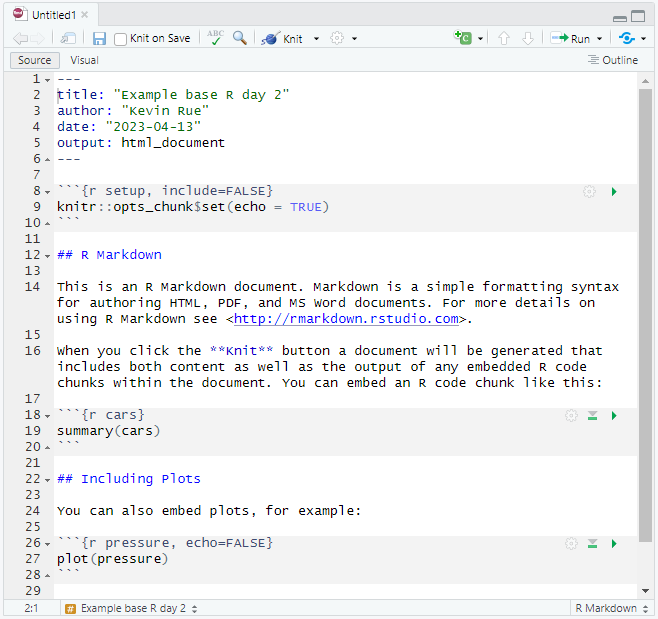 Untitled1
Knit on Save
ABC
Knit
Run
Source Visual
Outline
1 ---
2 title: "Example base R day 2"
3 author: "Kevin Rue"
4 date: "2023-04-13"
5 output: html_document
6 ---
7
8 ```{r setup, include=FALSE}
9 knitr::opts_chunk$set(echo = TRUE)
10 ```
11
12 ## R Markdown
13
14 This is an R Markdown document. Markdown is a simple formatting syntax
for authoring HTML, PDF, and MS Word documents. For more details on
using R Markdown see <http://rmarkdown.rstudio.com>.
15
16 When you click the **Knit** button a document will be generated that
includes both content as well as the output of any embedded R code
chunks within the document. You can embed an R code chunk like this:
17
18 ```{r cars}
19 summary(cars)
20 ```
21
22 ## Including Plots
23
24 You can also embed plots, for example:
25
26 ```{r pressure, echo=FALSE}
27 plot(pressure)
28 ```
29
2:1 # Example base R day 2 R Markdown